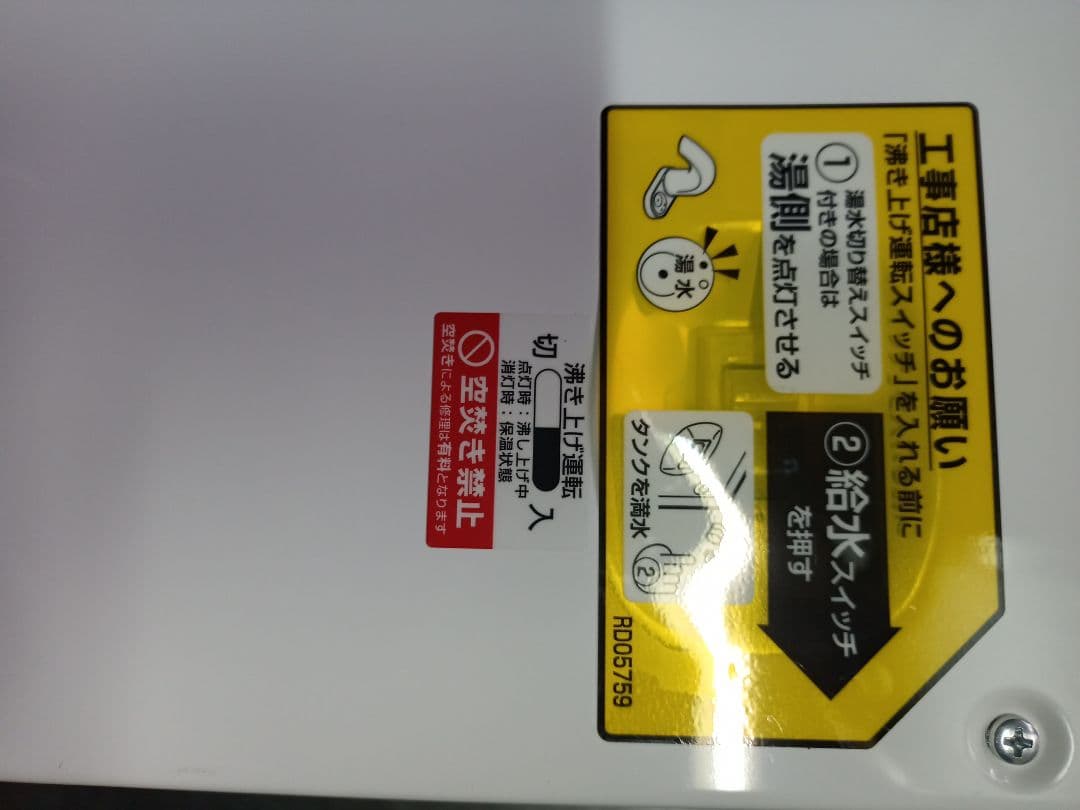 工事店様へのお願い
「沸き上げ運転スイッチ」を入れる前に
① 湯水切り替えスイッチ
付きの場合は
湯側を点灯させる
湯 水
②給水スイッチ
を押す
タンクを満水
②
RD05759
沸き上げ運転
切 入
点灯時：沸し上げ中
消灯時：保温状態
空焚き禁止
空焚きによる修理は有料となります